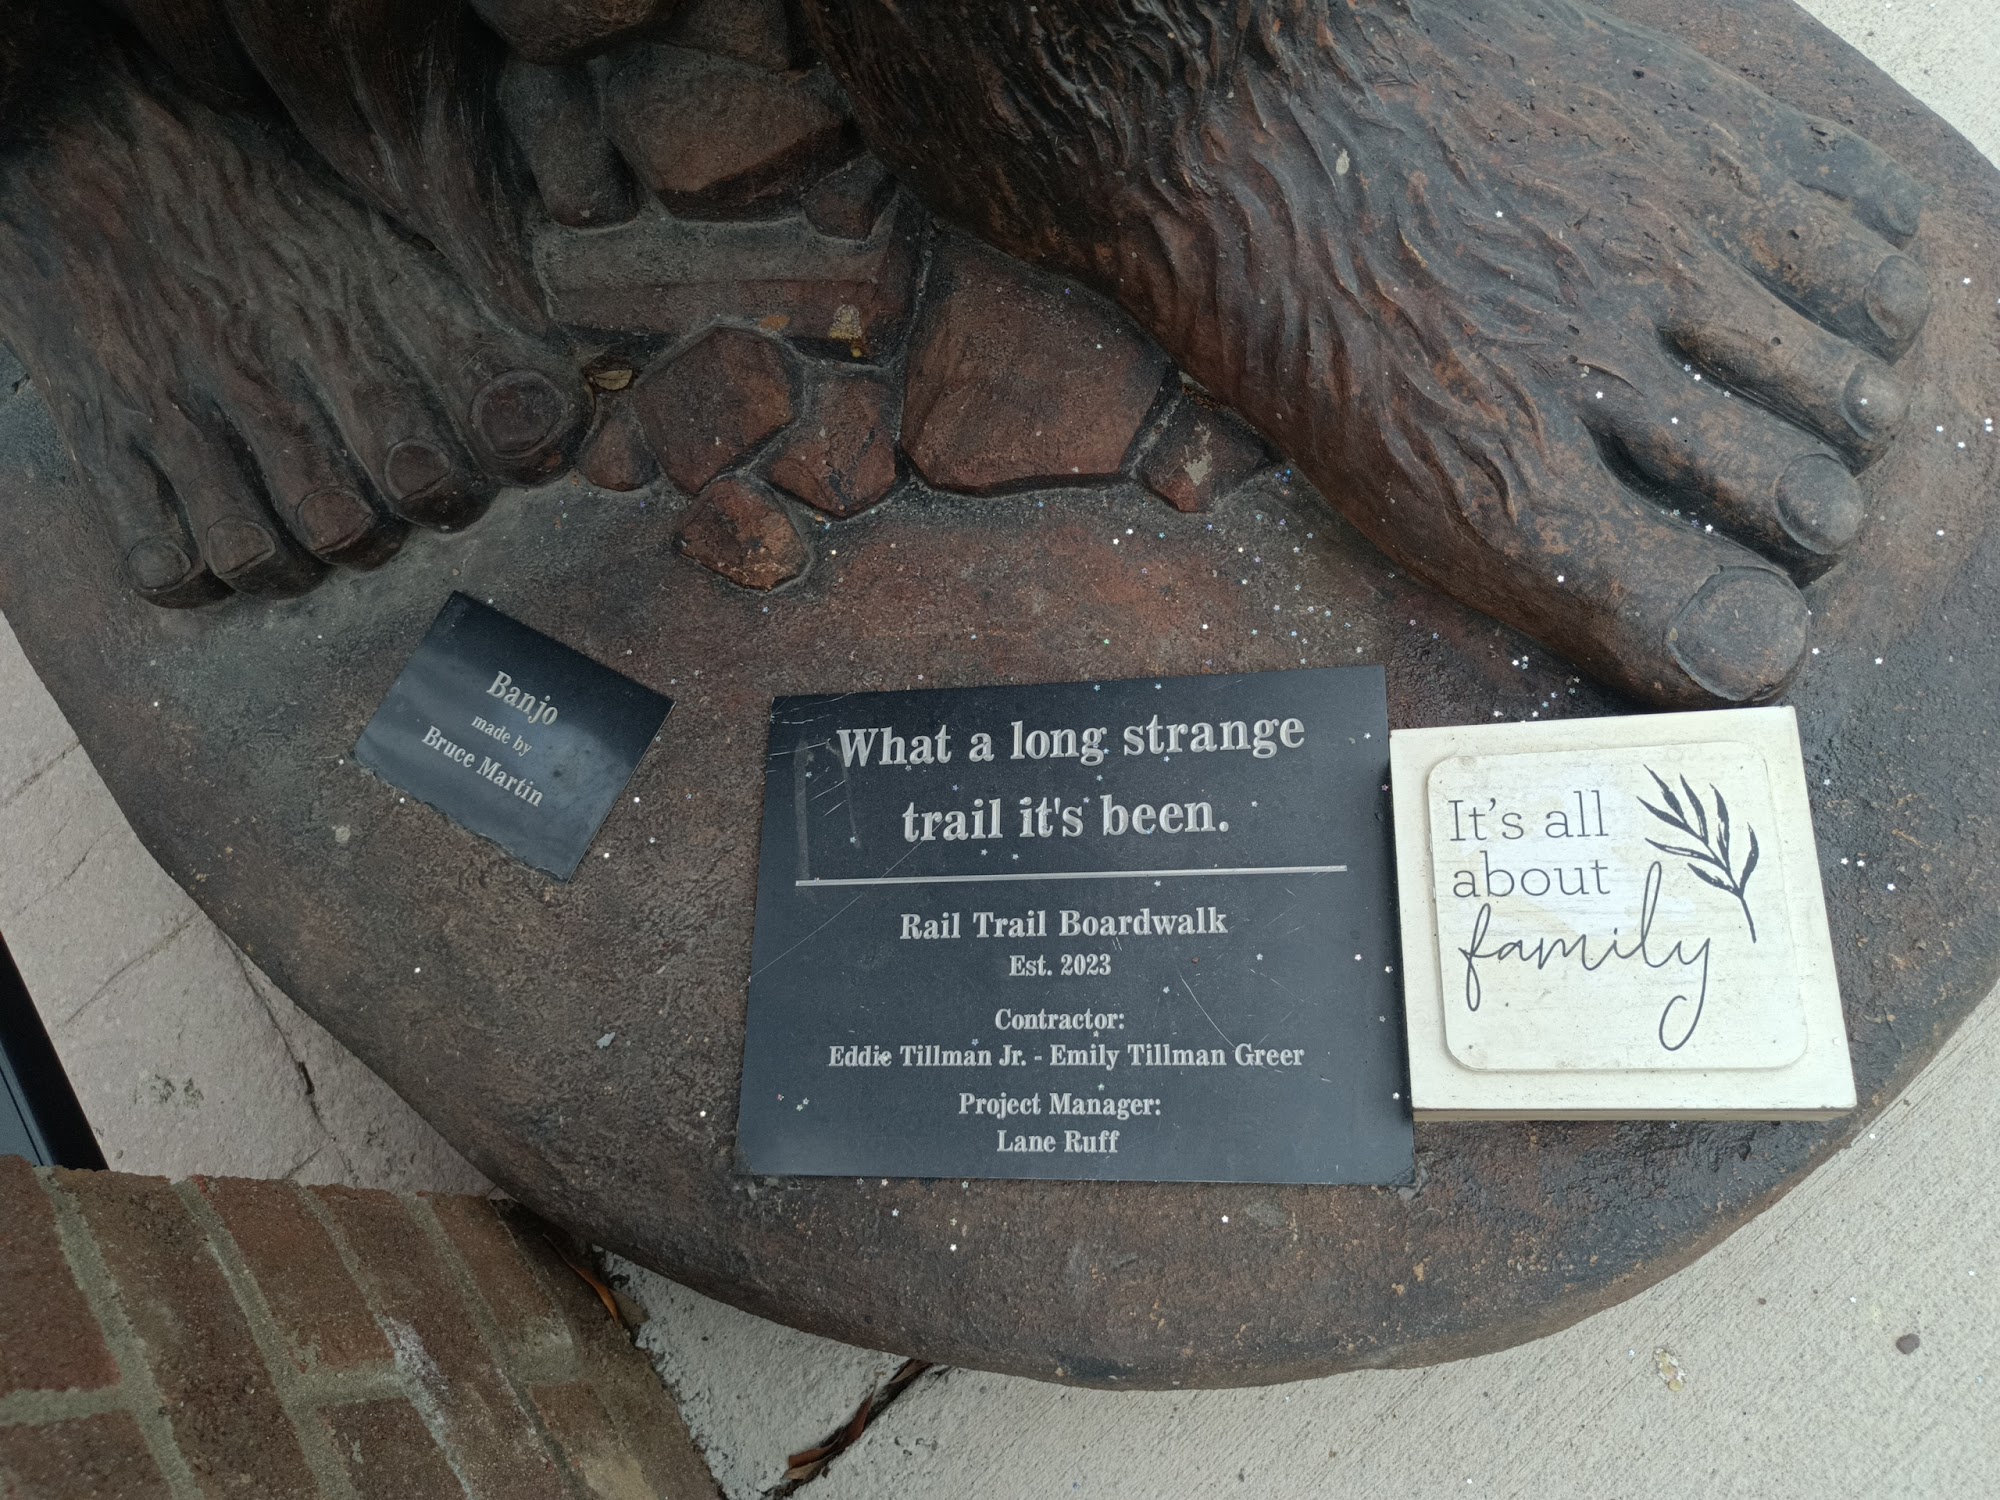 Banjo
made by
Bruce Martin
What a long strange
trail it's been.
Rail Trail Boardwalk
Est. 2023
Contractor:
Eddie Tillman Jr. - Emily Tillman Greer
Project Manager:
Lane Ruff
It's all
about
family